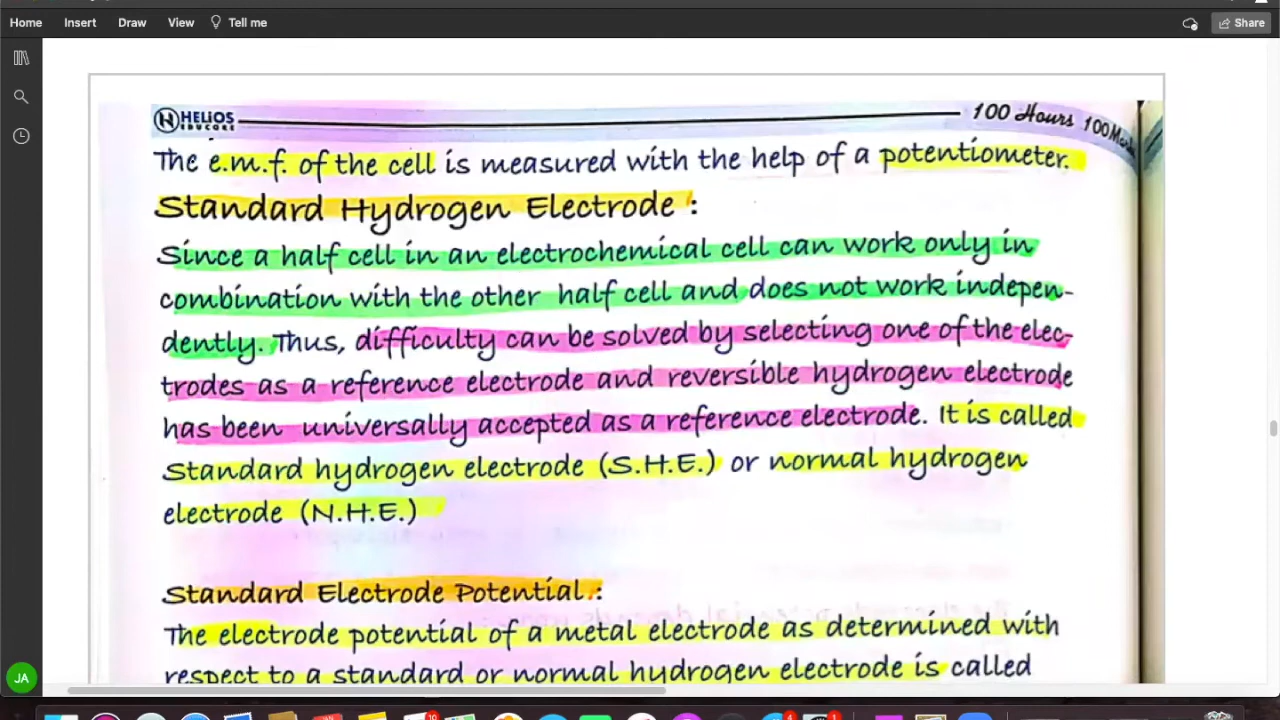 Home Insert Draw View Tell me Share
HELIOS
EDUCORE
100 Hours 100
The e.m.f. of the cell is measured with the help of a potentiometer.
Standard Hydrogen Electrode :
Since a half cell in an electrochemical cell can work only in
combination with the other half cell and does not work indepen-
dently. Thus, difficulty can be solved by selecting one of the elec-
trodes as a reference electrode and reversible hydrogen electrode
has been universally accepted as a reference electrode. It is called
Standard hydrogen electrode (S.H.E.) or normal hydrogen
electrode (N.H.E.)
Standard Electrode Potential :
The electrode potential of a metal electrode as determined with
respect to a standard or normal hydrogen electrode is called
JA